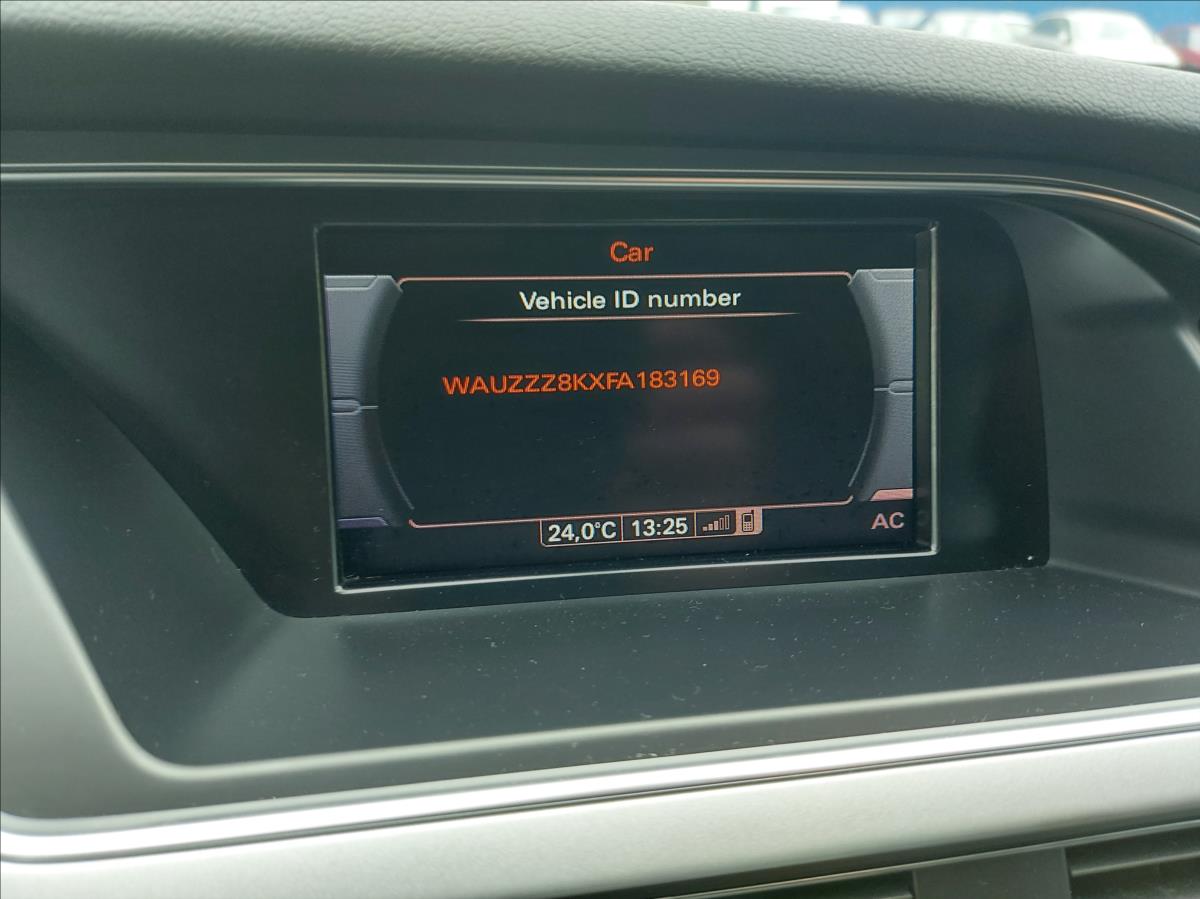 Car
Vehicle ID number
WAUZZZ8KXFA183169
24,0°C 13:25
AC